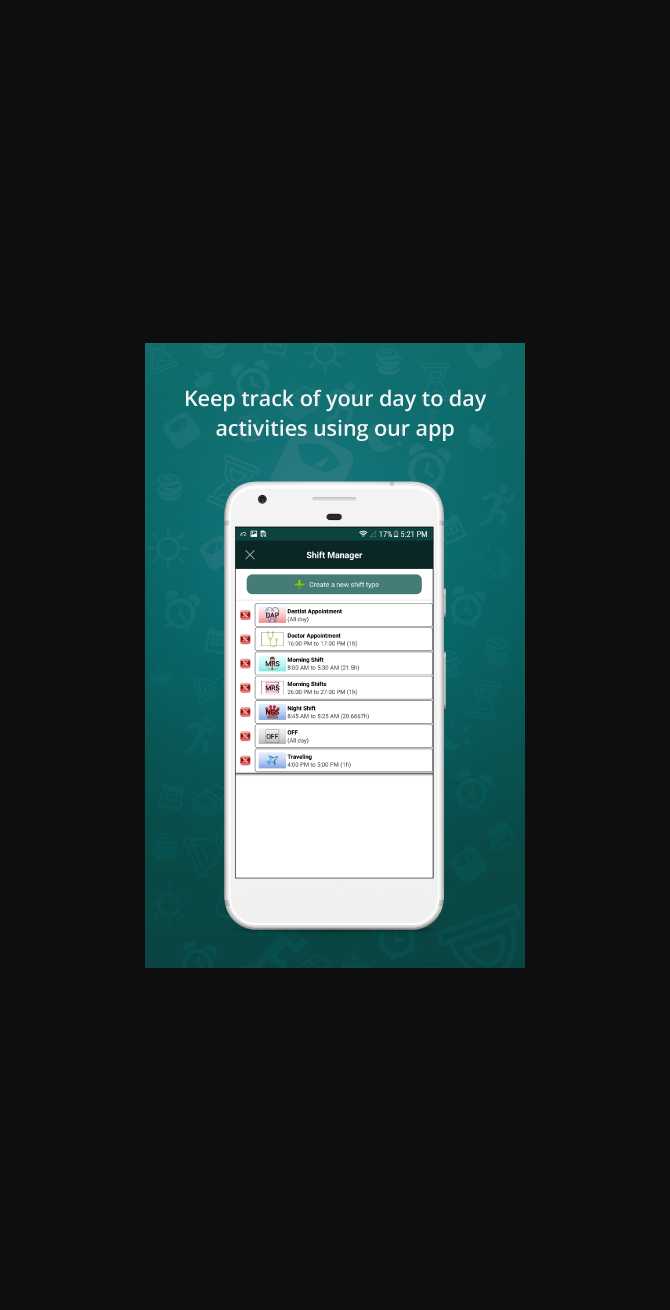 Keep track of your day to day
activities using our app
17% 5:21 PM
Shift Manager
Create a new shift type
DAP
Dentist Appointment
(All day)
Doctor Appointment
16:00 PM to 17:00 PM (1h)
MRS
Morning Shift
8:00 AM to 5:30 AM (21.5h)
MRS
Morning Shifts
26:00 PM to 27:00 PM (1h)
NGS
Night Shift
8:45 AM to 5:25 AM (20.6667h)
OFF
OFF
(All day)
Traveling
4:00 PM to 5:00 PM (1h)